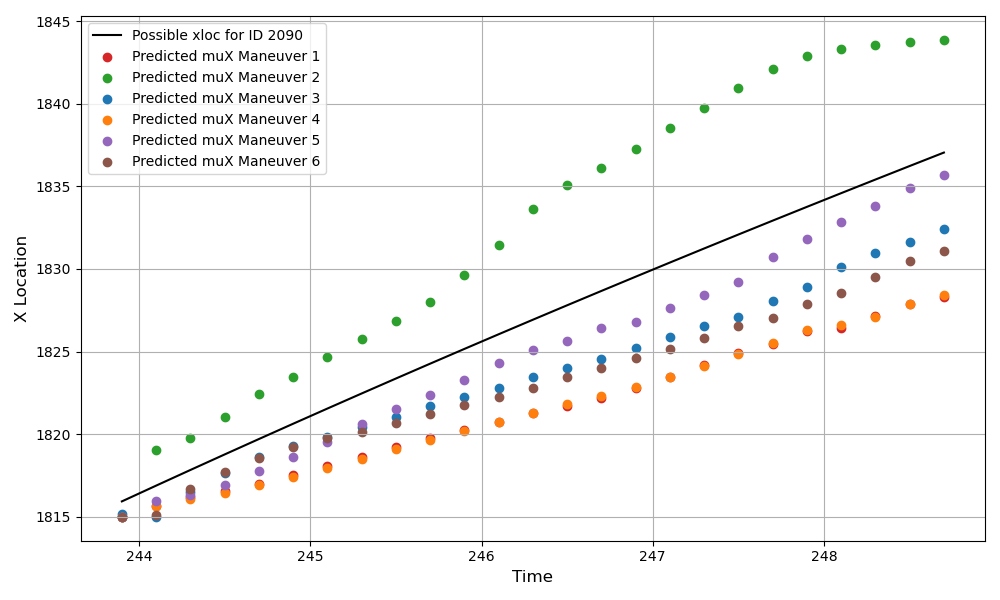 Possible xloc for ID 2090
Predicted muX Maneuver 1
Predicted muX Maneuver 2
Predicted muX Maneuver 3
Predicted muX Maneuver 4
Predicted muX Maneuver 5
Predicted muX Maneuver 6
1845
1840
1835
1830
1825
1820
1815
X Location
244 245 246 247 248
Time